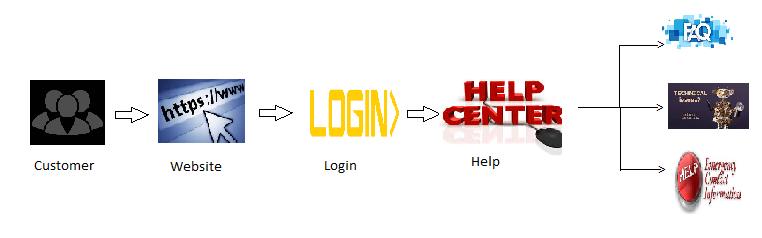 FAQ
https://www
LOGIN>
HELP
CENTER
TECHNICAL
HELP
Emergency
Contact
Information
Customer
Website
Login
Help